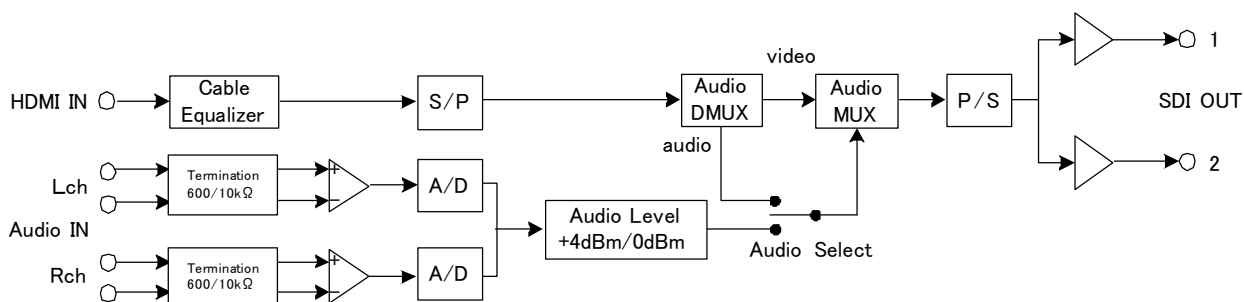 HDMI IN
Cable
Equalizer
S/P
Audio
DMUX
video
Audio
MUX
P/S
1
SDI OUT
2
audio
Lch
Termination
600/10kΩ
+
−
A/D
Audio IN
Audio Level
+4dBm/0dBm
Audio Select
Rch
Termination
600/10kΩ
+
−
A/D